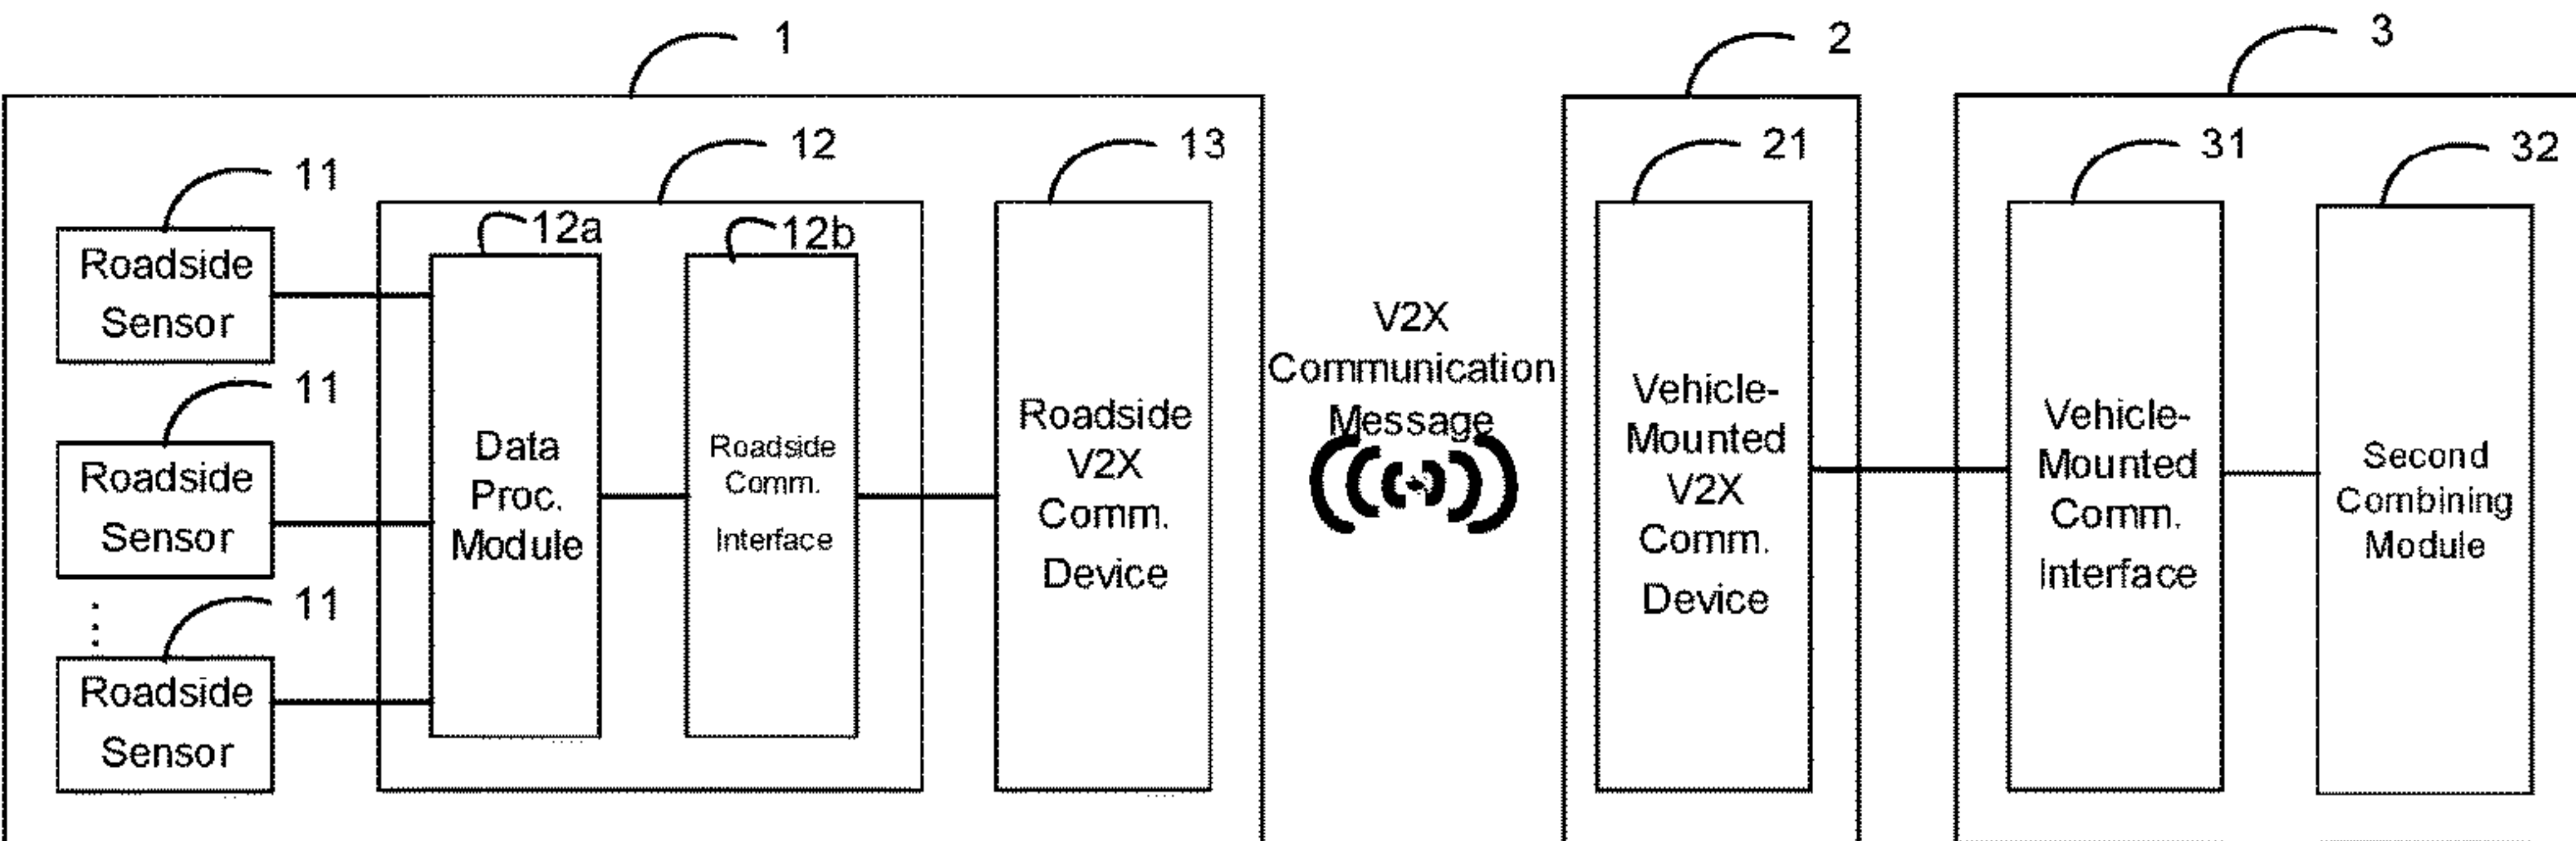 1
2
3
11
12
13
21
31
32
12a
12b
Roadside
Sensor
11
Roadside
Sensor
11
Roadside
Sensor
Data
Proc.
Module
Roadside
Comm.
Interface
Roadside
V2X
Comm.
Device
V2X
Communication
Message
Vehicle-
Mounted
V2X
Comm.
Device
Vehicle-
Mounted
Comm.
Interface
Second
Combining
Module